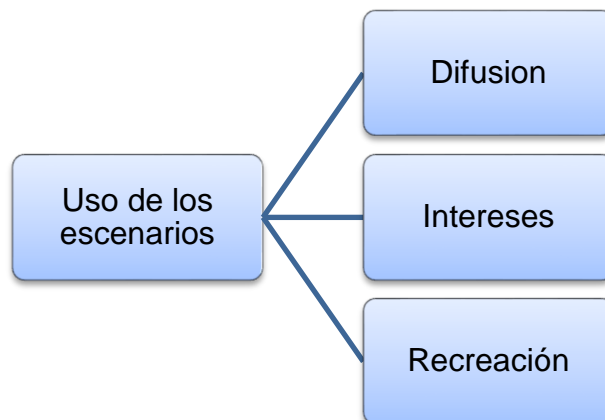 Difusion
Uso de los
escenarios
Intereses
Recreación